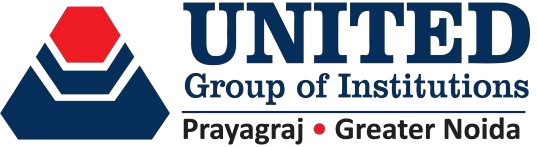 UNITED
Group of Institutions
Prayagraj • Greater Noida